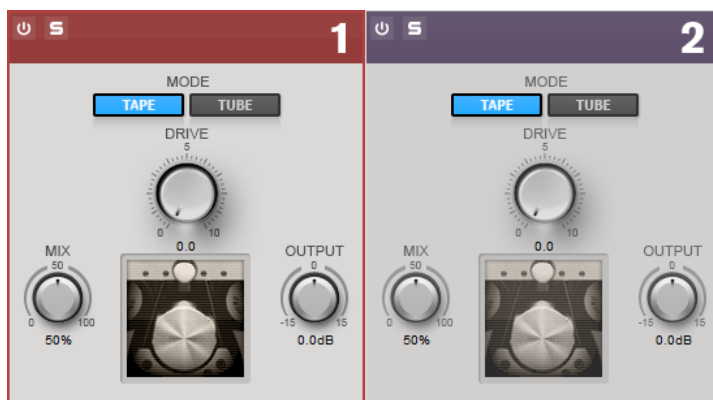 S 1
S 2
MODE
TAPE TUBE
DRIVE
5
0 10
0.0
MIX
50
0 100
50%
OUTPUT
0
-15 15
0.0dB
MODE
TAPE TUBE
DRIVE
5
0 10
0.0
MIX
50
0 100
50%
OUTPUT
0
-15 15
0.0dB